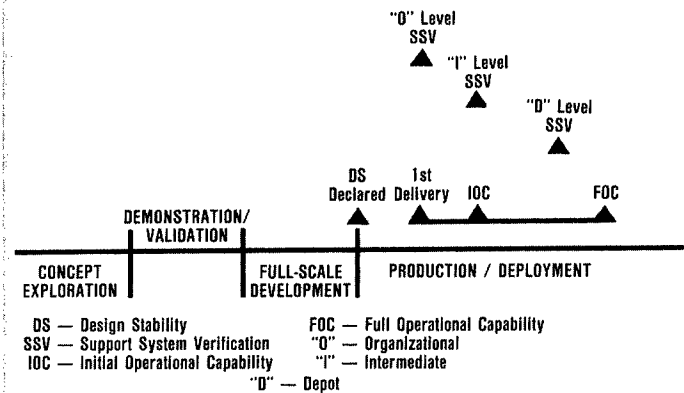 "O" Level
SSV
"I" Level
SSV
"D" Level
SSV
DS
Declared
1st
Delivery
IOC
FOC
DEMONSTRATION/
VALIDATION
CONCEPT
EXPLORATION
FULL-SCALE
DEVELOPMENT
PRODUCTION / DEPLOYMENT
DS — Design Stability
SSV — Support System Verification
IOC — Initial Operational Capability
FOC — Full Operational Capability
"O" — Organizational
"I" — Intermediate
"D" — Depot